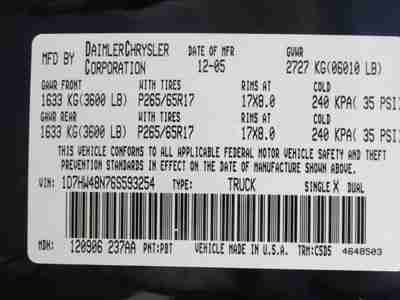 MFD BY DAIMLERCHRYSLER CORPORATION DATE OF MFR 12-05 GVWR 2727 KG(06010 LB)
GAWR FRONT WITH TIRES RIMS AT COLD
1633 KG(3600 LB) P265/65R17 17X8.0 240 KPA( 35 PSI)
GAWR REAR WITH TIRES RIMS AT COLD
1633 KG(3600 LB) P265/65R17 17X8.0 240 KPA( 35 PSI
THIS VEHICLE CONFORMS TO ALL APPLICABLE FEDERAL MOTOR VEHICLE SAFETY AND
THEFT PREVENTION STANDARDS IN EFFECT ON THE DATE OF MANUFACTURE SHOWN ABOVE.
VIN: 1D7HW48N76S593254 TYPE: TRUCK SINGLE X DUAL
MDH: 120906 237AA PNT:PBT VEHICLE MADE IN U.S.A. TRM:CSD5 4648503